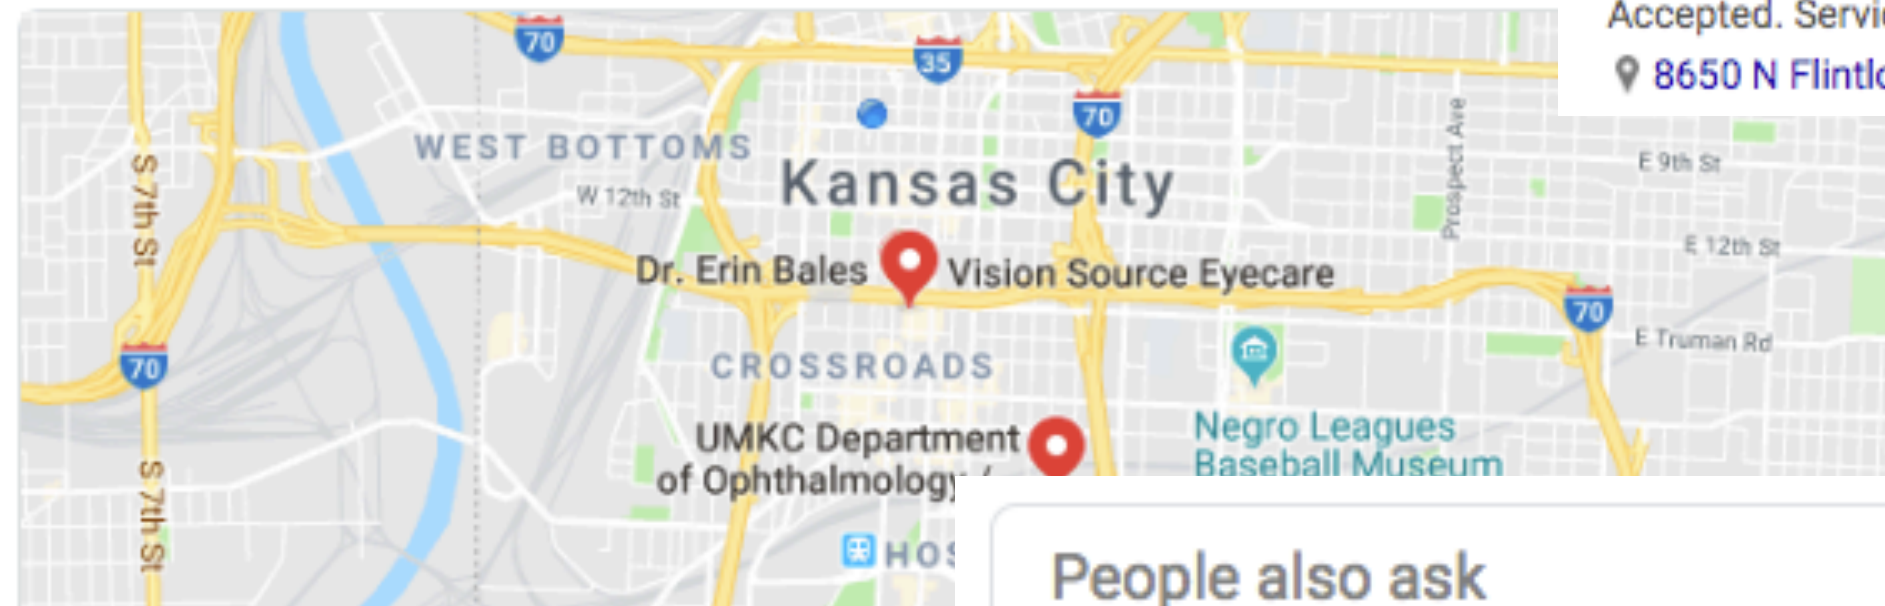 Accepted. Servi
8650 N Flintlo
70
35
70
WEST BOTTOMS
Kansas City
W 12th St
S 7th St
Prospect Ave
E 9th St
E 12th St
Dr. Erin Bales
Vision Source Eyecare
70
E Truman Rd
70
CROSSROADS
UMKC Department
of Ophthalmology /
Negro Leagues
Baseball Museum
S 7th St
HOS
People also ask